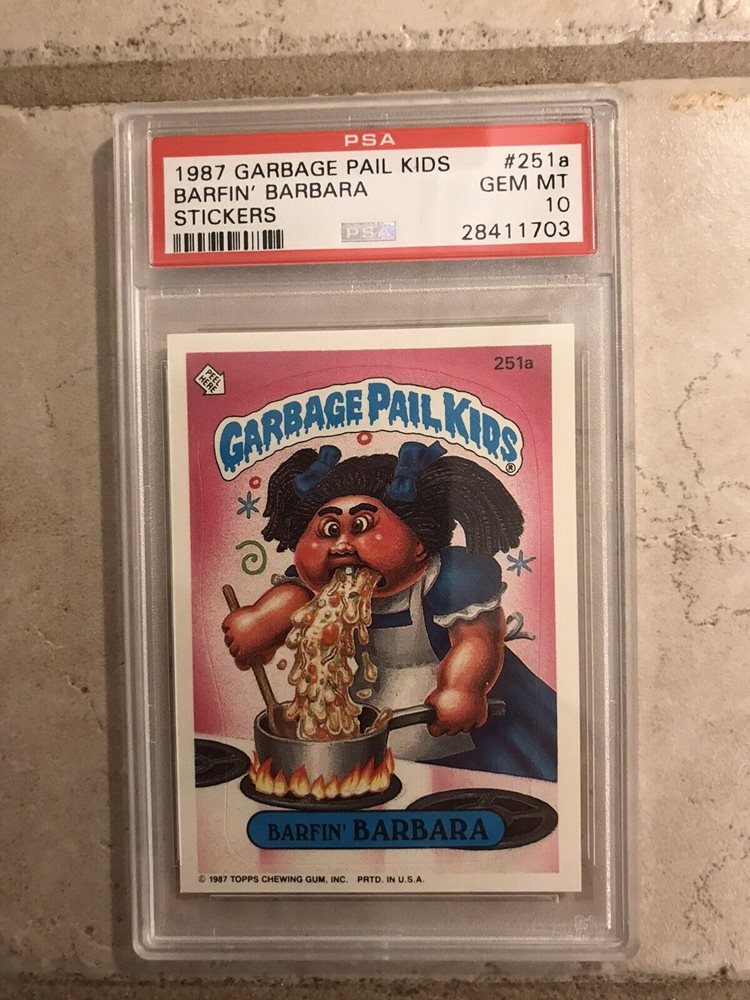 PSA
1987 GARBAGE PAIL KIDS #251a
BARFIN' BARBARA GEM MT
STICKERS 10
PSA 28411703
251a
PEEL
HERE
GARBAGE PAIL KIDS®
BARFIN' BARBARA
© 1987 TOPPS CHEWING GUM, INC. PRTD. IN U.S.A.